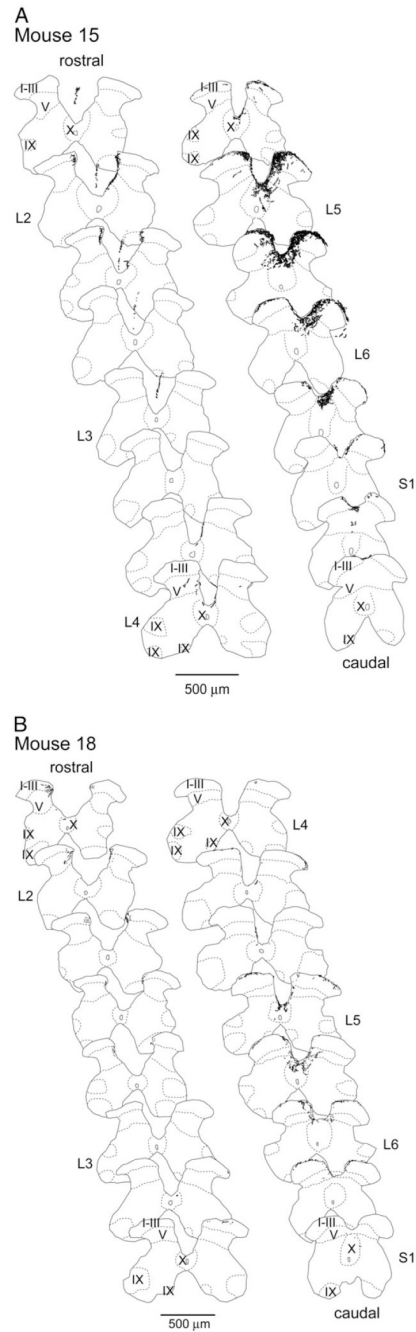 A
Mouse 15
rostral
I-III
V
X
IX
L2
L3
I-III
V
L4
IX
X
IX
IX
500 µm
I-III
V
X
IX
IX
L5
L6
S1
I-III
V
X
IX
caudal
B
Mouse 18
rostral
I-III
V
X
IX
IX
L2
L3
I-III
V
X
IX
IX
500 µm
I-III
V
X
IX
IX
IX
L4
L5
L6
I-III
V
X
S1
IX
caudal